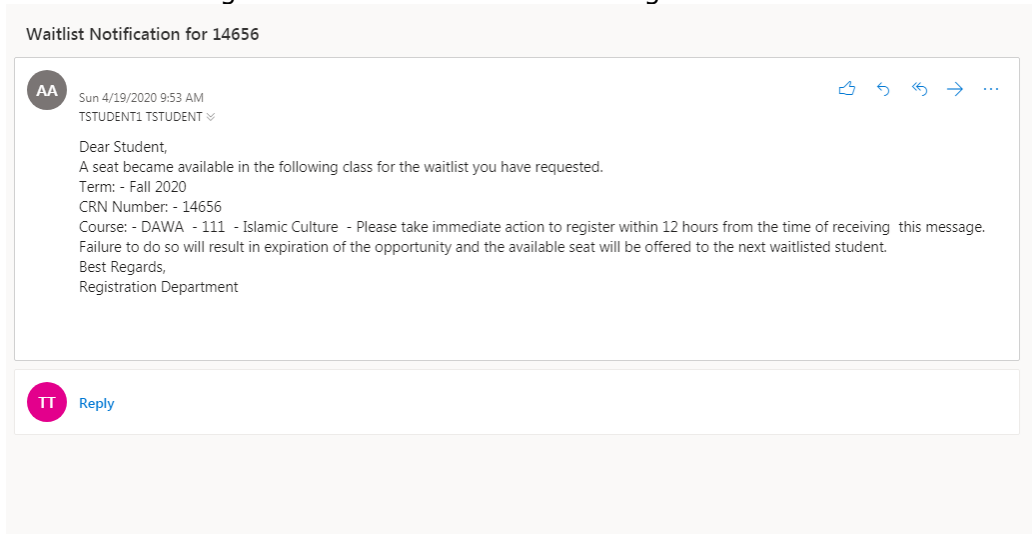 Waitlist Notification for 14656
AA
Sun 4/19/2020 9:53 AM
TSTUDENT1 TSTUDENT
Dear Student,
A seat became available in the following class for the waitlist you have requested.
Term: - Fall 2020
CRN Number: - 14656
Course: - DAWA - 111 - Islamic Culture - Please take immediate action to register within 12 hours from the time of receiving this message.
Failure to do so will result in expiration of the opportunity and the available seat will be offered to the next waitlisted student.
Best Regards,
Registration Department
TT
Reply